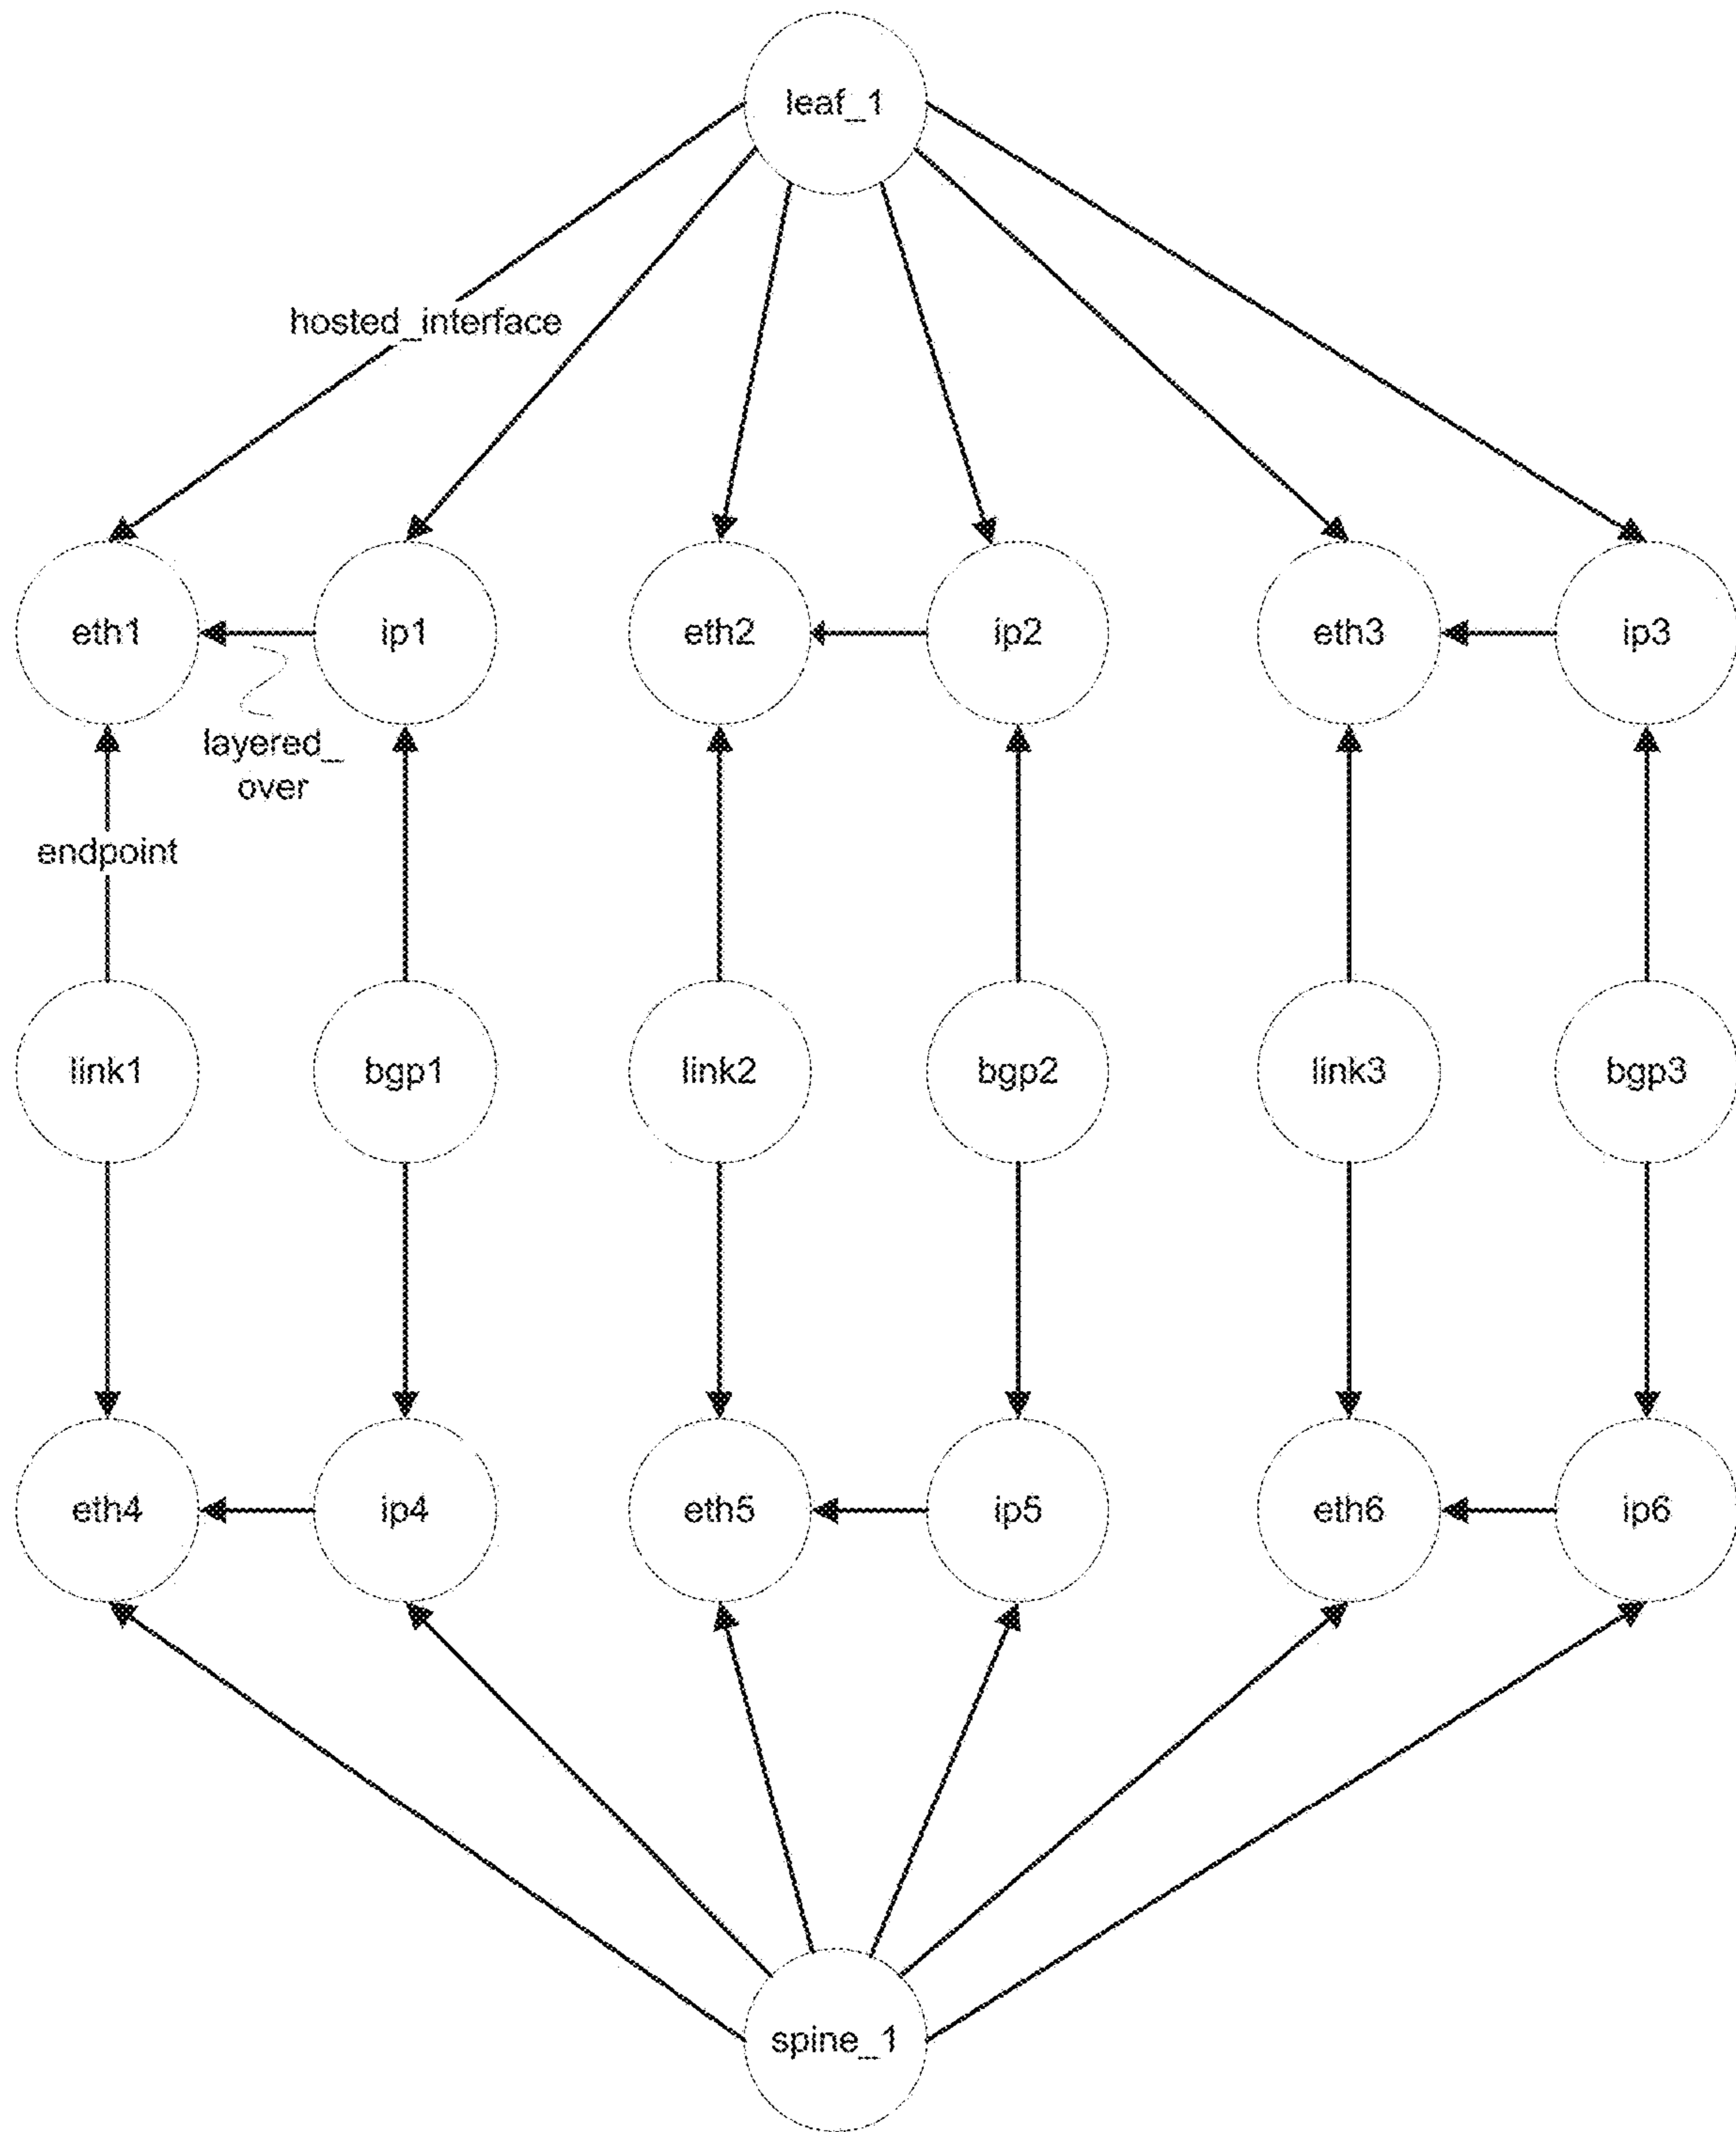 leaf_1
hosted_interface
eth1
ip1
eth2
ip2
eth3
ip3
layered_
over
endpoint
link1
bgp1
link2
bgp2
link3
bgp3
eth4
ip4
eth5
ip5
eth6
ip6
spine_1